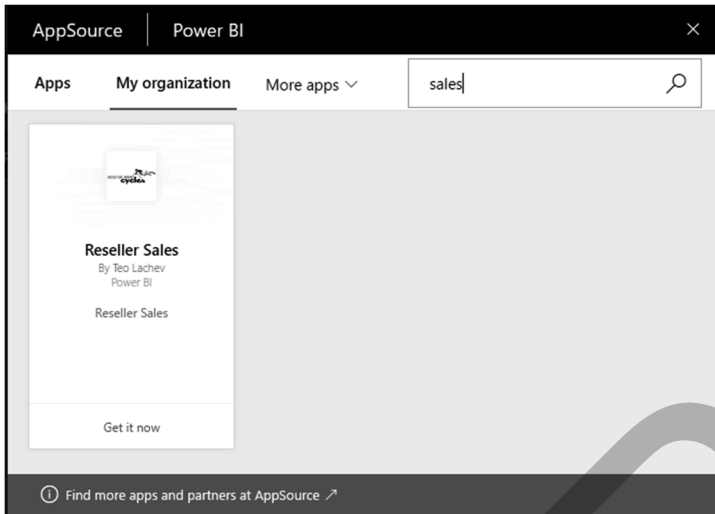 AppSource Power BI
Apps My organization More apps sales
cycles
Reseller Sales
By Teo Lachev
Power BI
Reseller Sales
Get it now
Find more apps and partners at AppSource